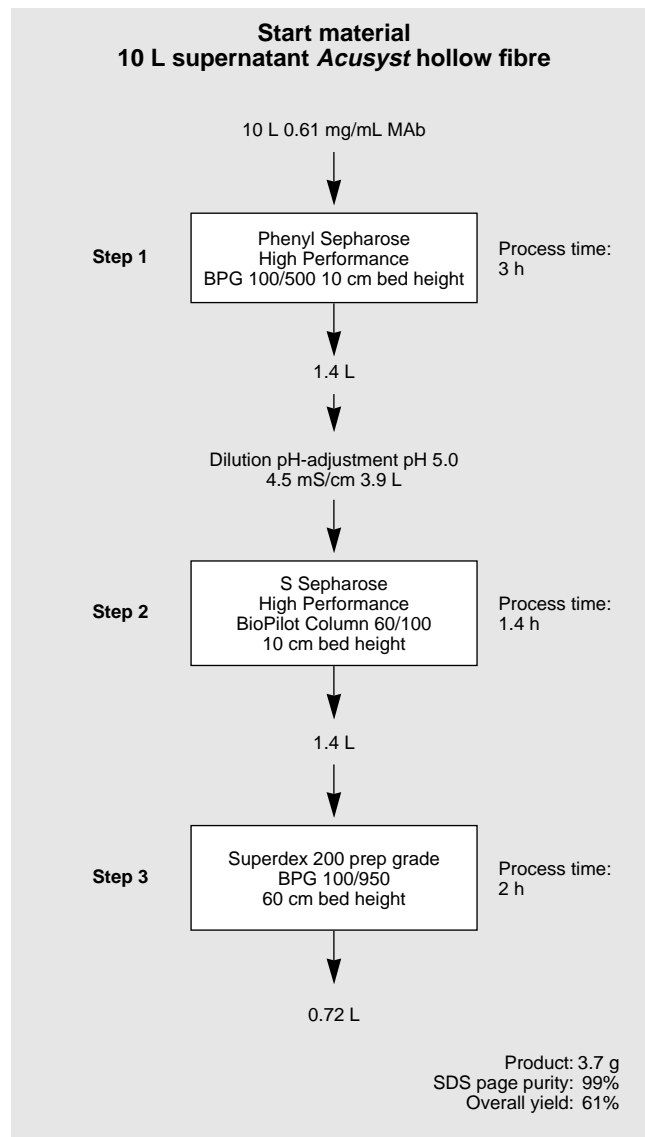 Start material
10 L supernatant Acusyst hollow fibre
10 L 0.61 mg/mL MAb
Step 1
Phenyl Sepharose
High Performance
BPG 100/500 10 cm bed height
Process time:
3 h
1.4 L
Dilution pH-adjustment pH 5.0
4.5 mS/cm 3.9 L
Step 2
S Sepharose
High Performance
BioPilot Column 60/100
10 cm bed height
Process time:
1.4 h
1.4 L
Step 3
Superdex 200 prep grade
BPG 100/950
60 cm bed height
Process time:
2 h
0.72 L
Product: 3.7 g
SDS page purity: 99%
Overall yield: 61%